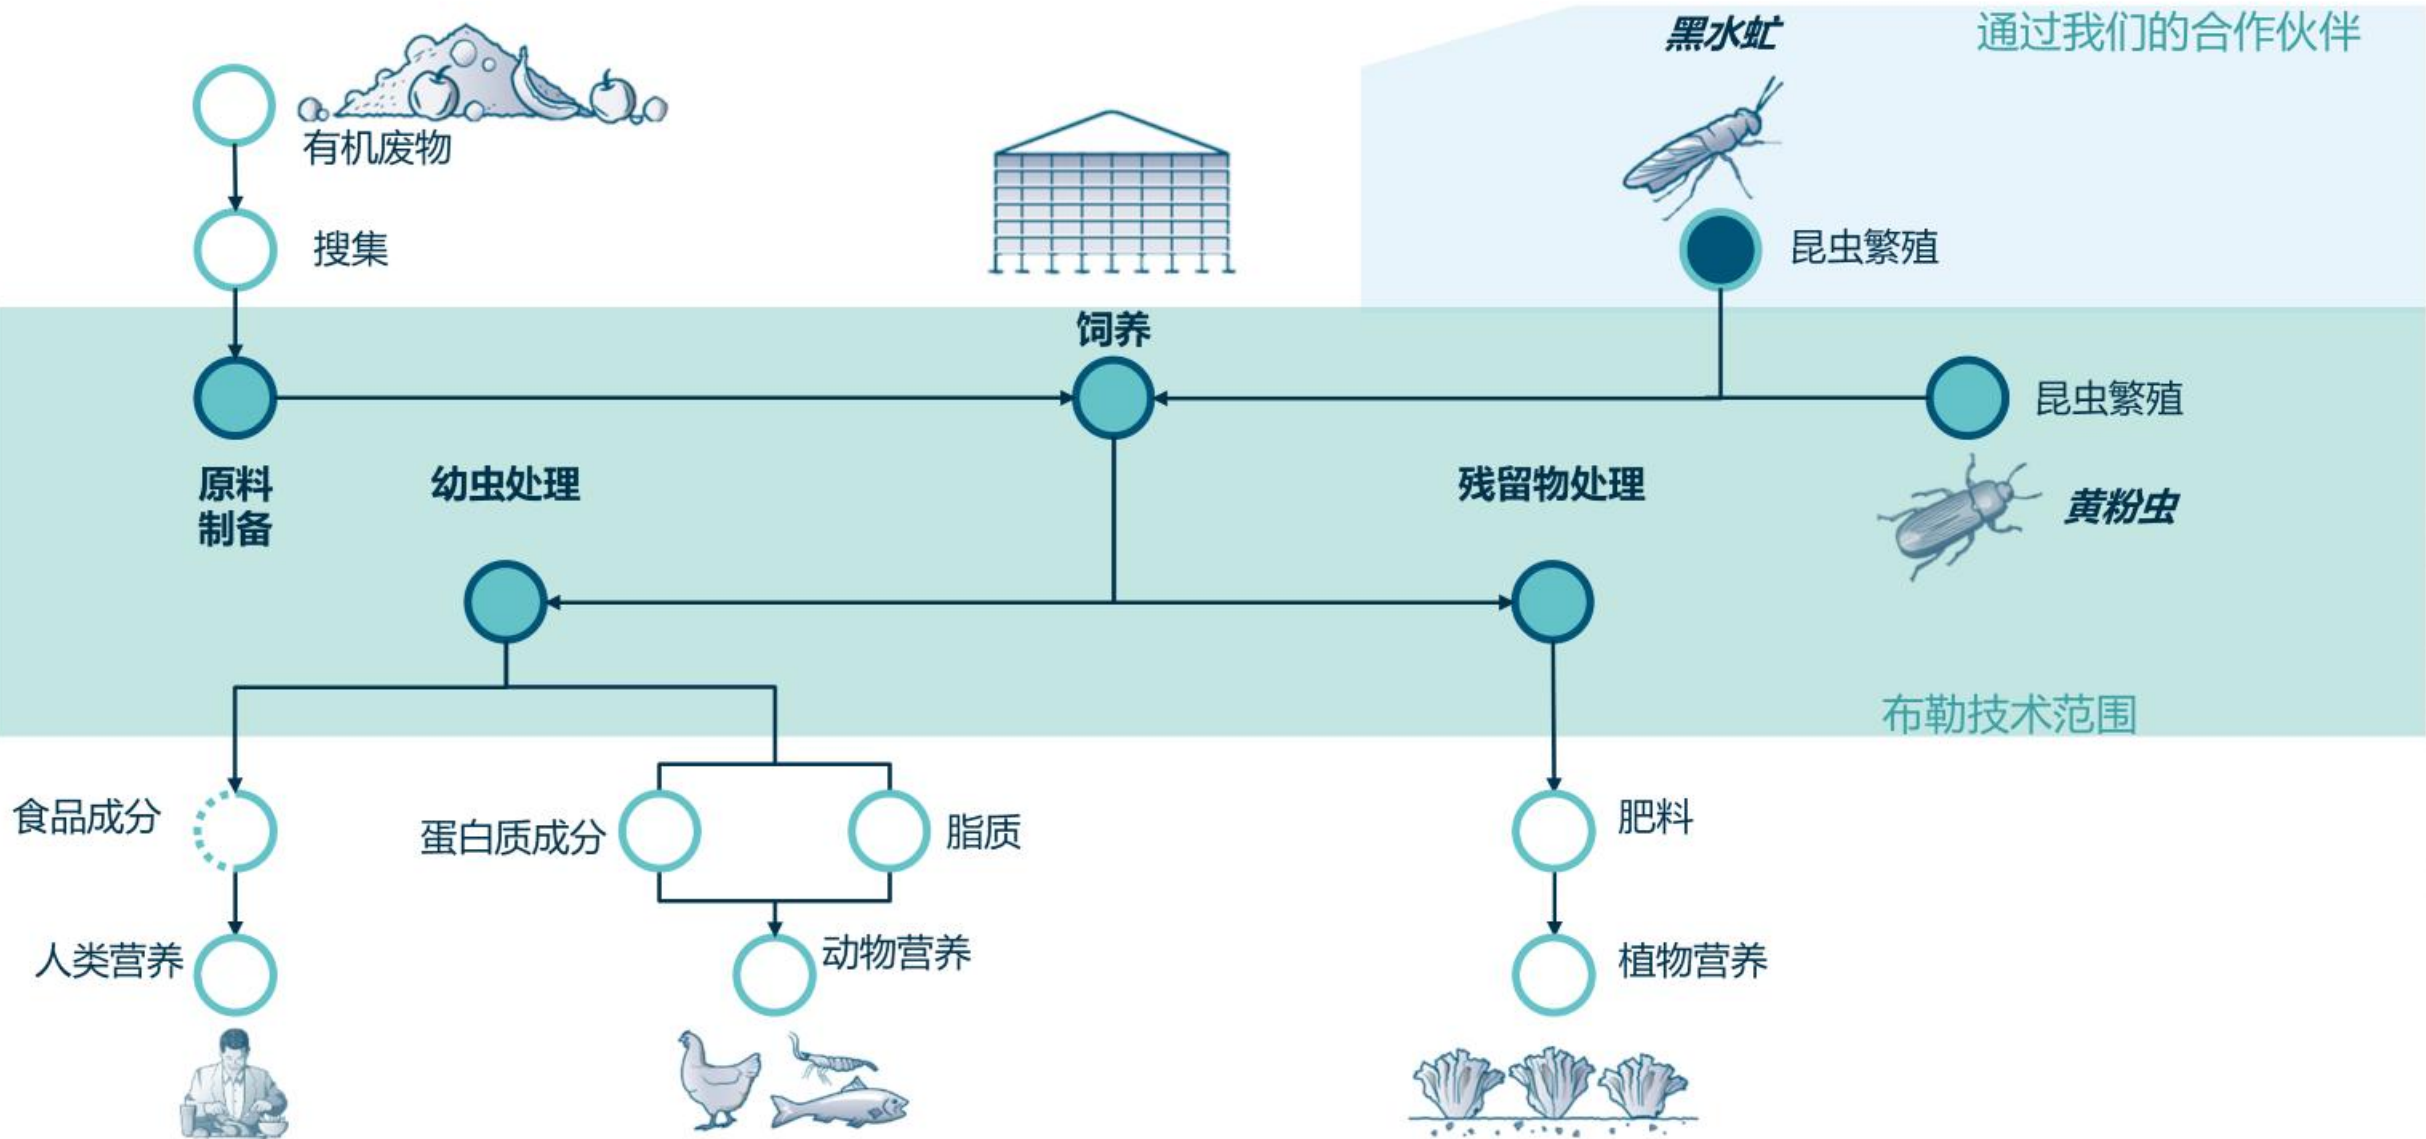 黑水虻
通过我们的合作伙伴
有机废物
搜集
昆虫繁殖
饲养
昆虫繁殖
原料
制备
幼虫处理
残留物处理
黄粉虫
布勒技术范围
食品成分
蛋白质成分
脂质
肥料
人类营养
动物营养
植物营养